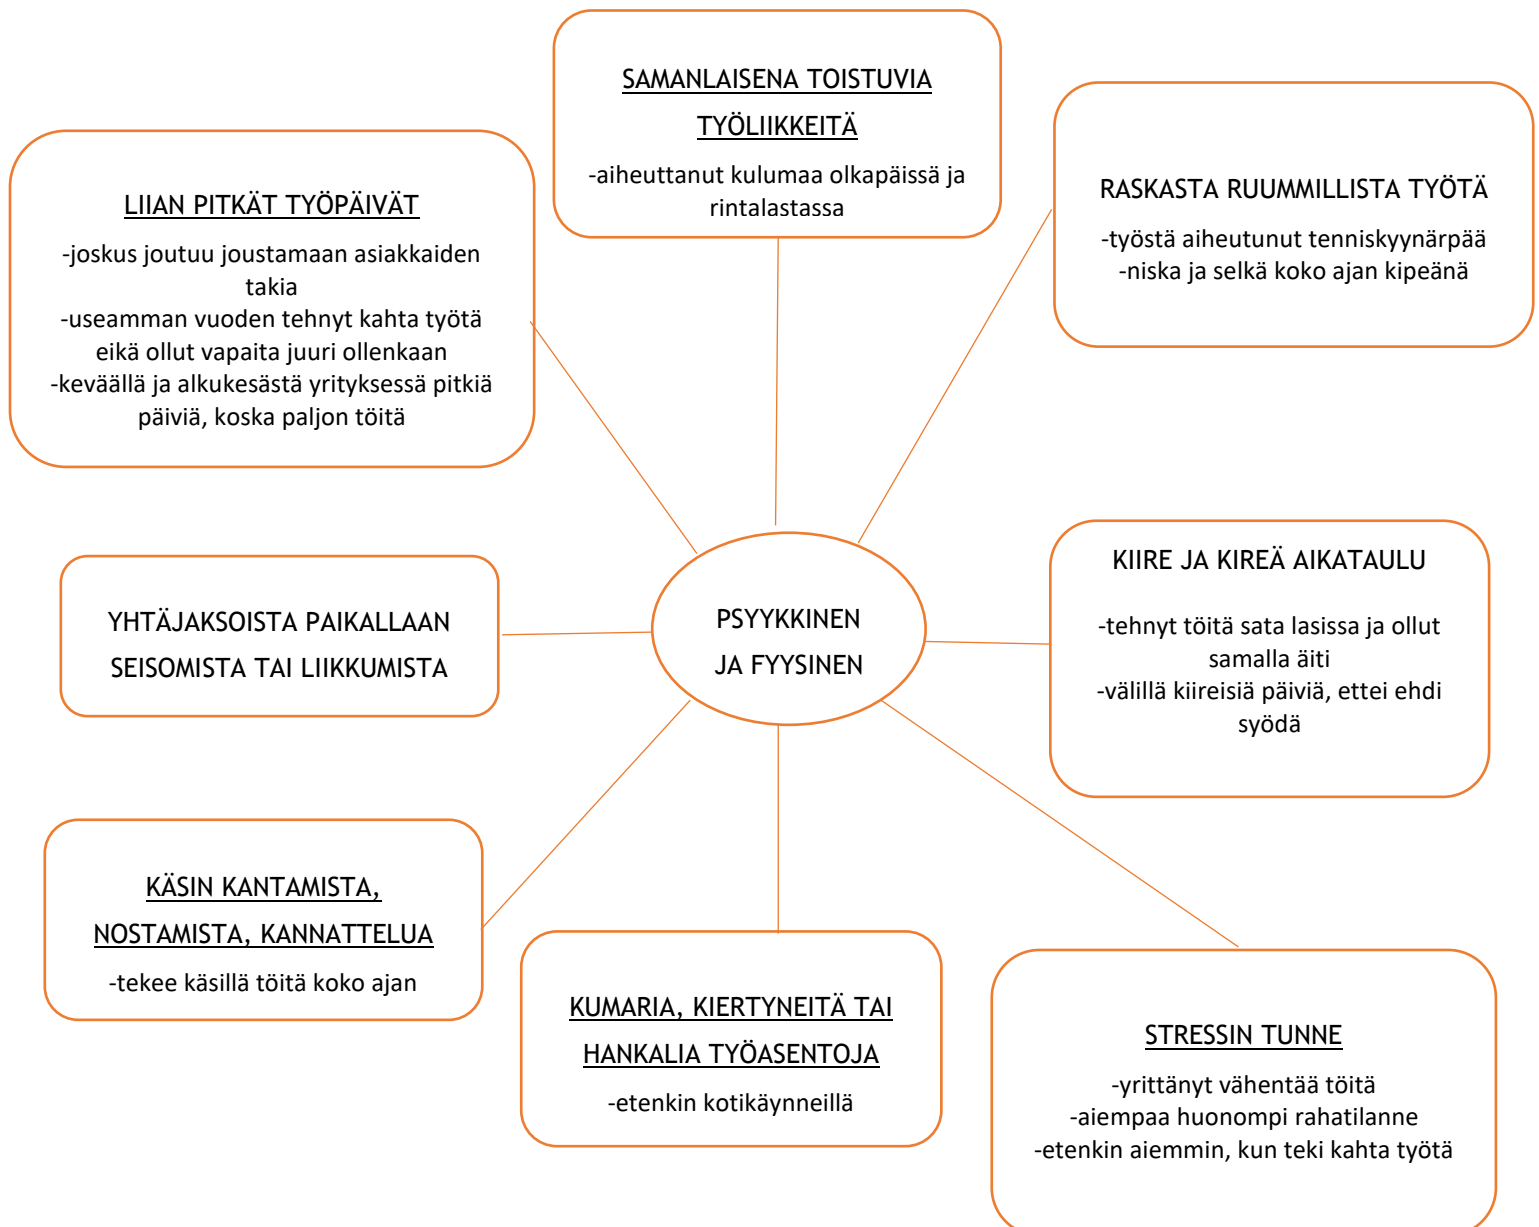 SAMANLAISENA TOISTUVIA
TYÖLIIKKEITÄ
-aiheuttanut kulumaa olkapäissä ja
rintalastassa
LIIAN PITKÄT TYÖPÄIVÄT
-joskus joutuu joustamaan asiakkaiden
takia
-useamman vuoden tehnyt kahta työtä
eikä ollut vapaita juuri ollenkaan
-keväällä ja alkukesästä yrityksessä pitkiä
päiviä, koska paljon töitä
RASKASTA RUUMMILLISTA TYÖTÄ
-työstä aiheutunut tenniskyynärpää
-niska ja selkä koko ajan kipeänä
YHTÄJAKSOISTA PAIKALLAAN
SEISOMISTA TAI LIIKKUMISTA
PSYYKKINEN
JA FYYSINEN
KIIRE JA KIREÄ AIKATAULU
-tehnyt töitä sata lasissa ja ollut
samalla äiti
-välillä kiireisiä päiviä, ettei ehdi
syödä
KÄSIN KANTAMISTA,
NOSTAMISTA, KANNATTELUA
-tekee käsillä töitä koko ajan
KUMARIA, KIERTYNEITÄ TAI
HANKALIA TYÖASENTOJA
-etenkin kotikäynneillä
STRESSIN TUNNE
-yrittänyt vähentää töitä
-aiempaa huonompi rahatilanne
-etenkin aiemmin, kun teki kahta työtä